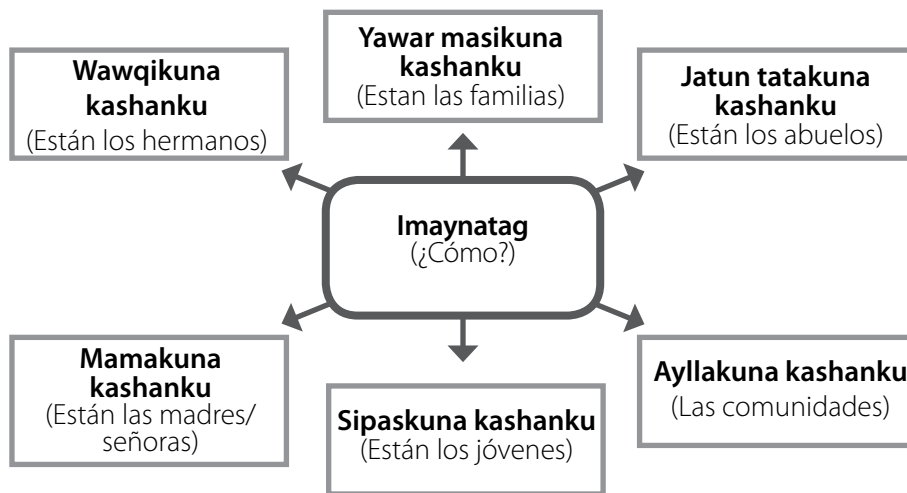 Yawar masikuna
kashanku
(Estan las familias)
Wawqikuna
kashanku
(Están los hermanos)
Jatun tatakuna
kashanku
(Están los abuelos)
Imaynatag
(¿Cómo?)
Mamakuna
kashanku
(Están las madres/
señoras)
Sipaskuna kashanku
(Están los jóvenes)
Ayllakuna kashanku
(Las comunidades)